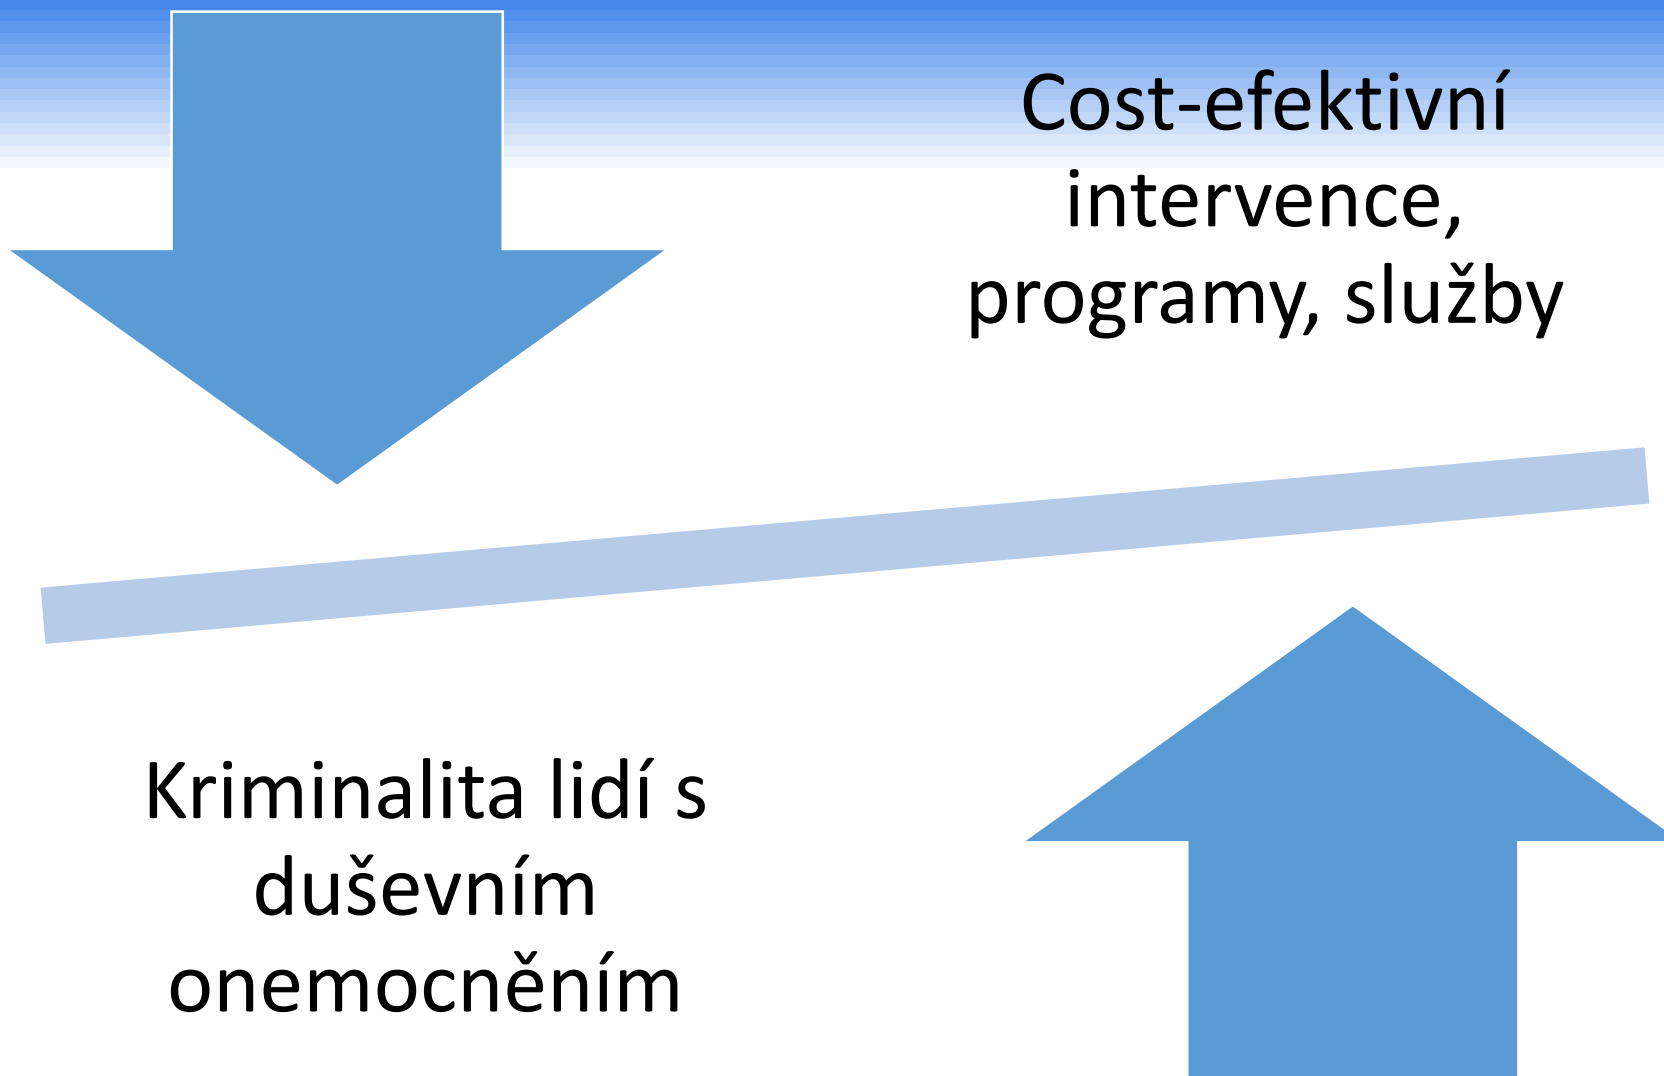 Cost-efektivní
intervence,
programy, služby
Kriminalita lidí s
duševním
onemocněním